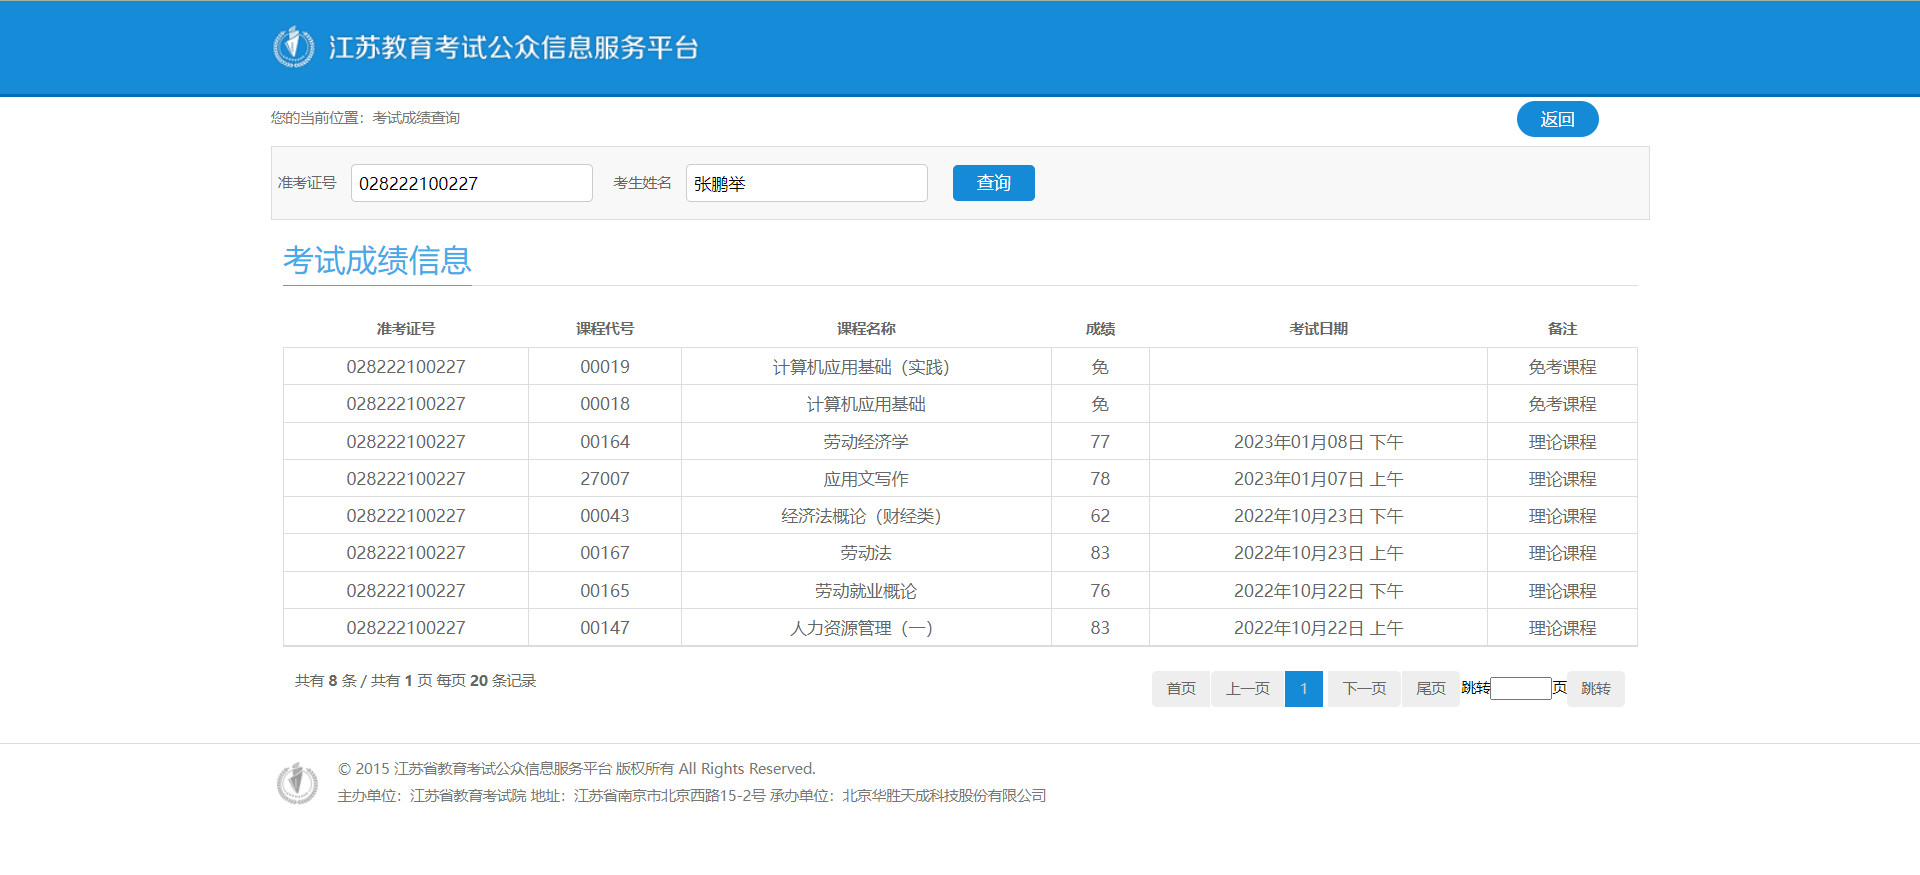 江苏教育考试公众信息服务平台
您的当前位置：考试成绩查询 返回
准考证号 028222100227 考生姓名 张鹏举 查询
考试成绩信息
准考证号 课程代号 课程名称 成绩 考试日期 备注
028222100227 00019 计算机应用基础（实践） 免 免考课程
028222100227 00018 计算机应用基础 免 免考课程
028222100227 00164 劳动经济学 77 2023年01月08日 下午 理论课程
028222100227 27007 应用文写作 78 2023年01月07日 上午 理论课程
028222100227 00043 经济法概论（财经类） 62 2022年10月23日 下午 理论课程
028222100227 00167 劳动法 83 2022年10月23日 上午 理论课程
028222100227 00165 劳动就业概论 76 2022年10月22日 下午 理论课程
028222100227 00147 人力资源管理（一） 83 2022年10月22日 上午 理论课程
共有 8 条 / 共有 1 页 每页 20 条记录 首页 上一页 1 下一页 尾页 跳转 页 跳转
© 2015 江苏省教育考试公众信息服务平台 版权所有 All Rights Reserved.
主办单位：江苏省教育考试院 地址：江苏省南京市北京西路15-2号 承办单位：北京华胜天成科技股份有限公司